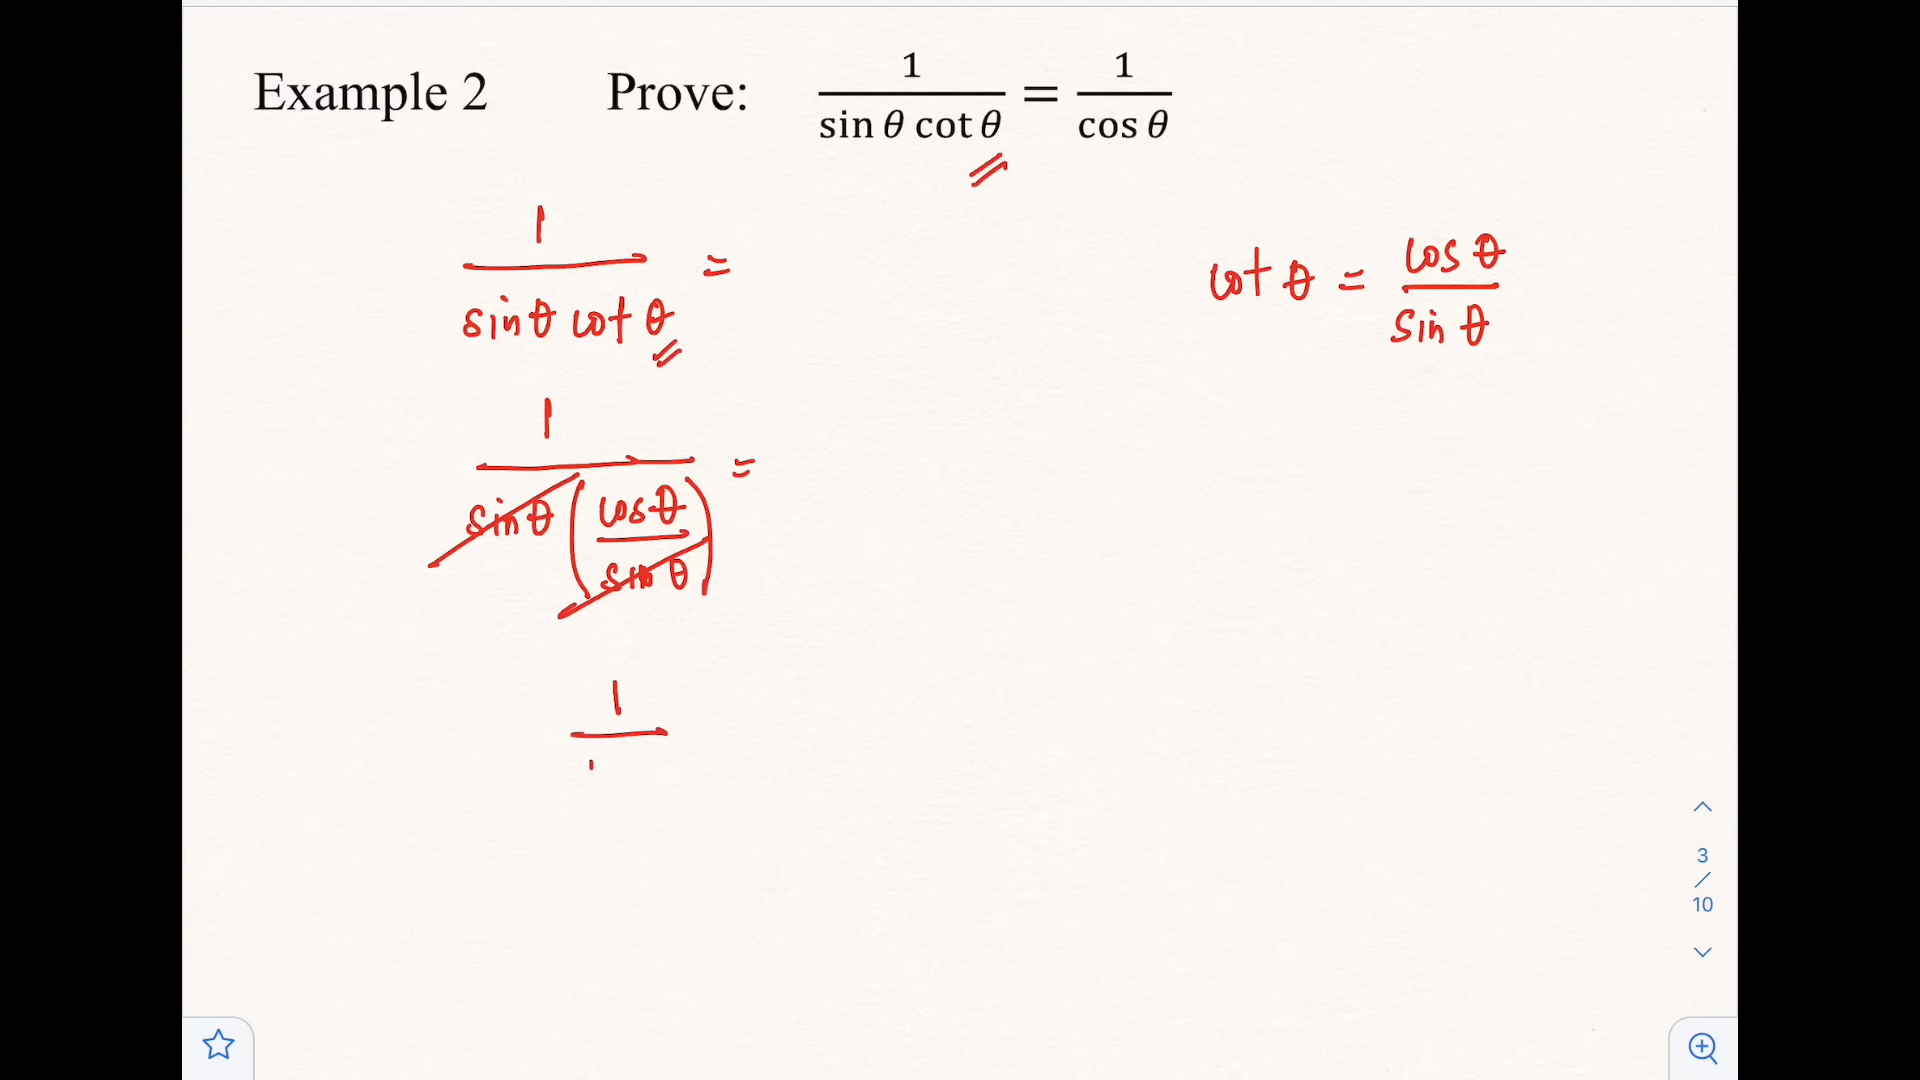 Example 2 Prove: 1/(sin θ cot θ) = 1/(cos θ)
1/(sin θ cot θ) =
cot θ = cos θ/sin θ
1/(sin θ (cos θ/sin θ)) =
1
3
/
10